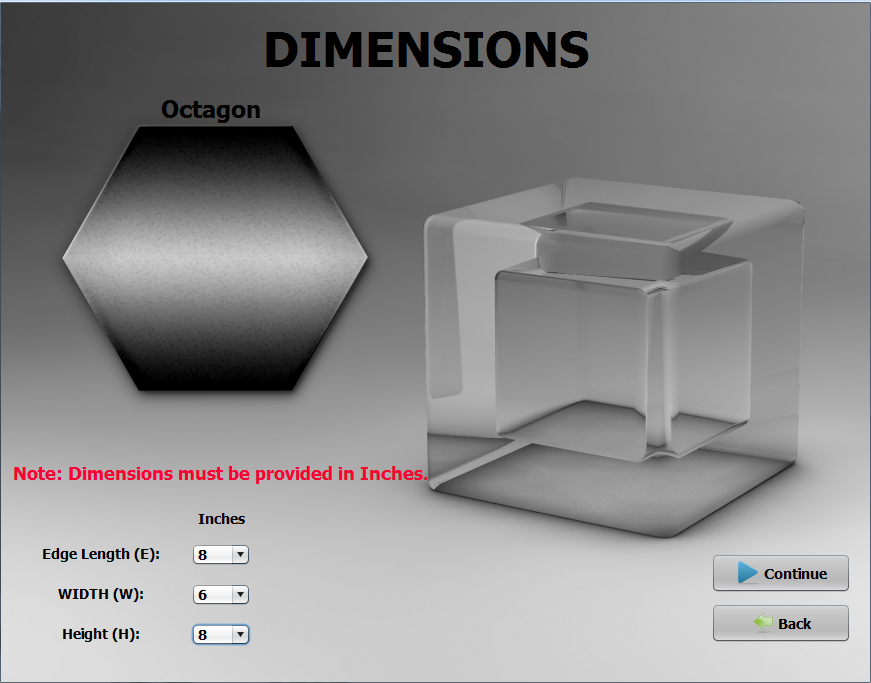 DIMENSIONS
Octagon
Note: Dimensions must be provided in Inches.
Inches
Edge Length (E): 8
WIDTH (W): 6
Height (H): 8
Continue
Back